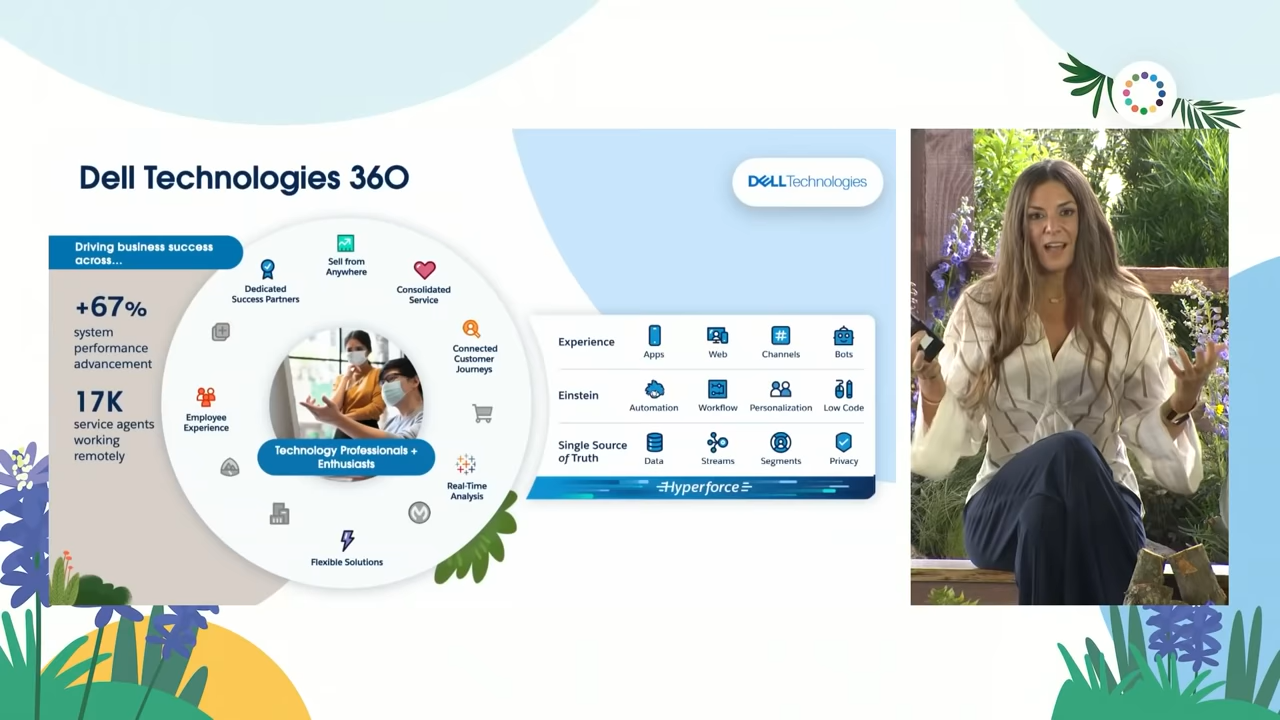 Dell Technologies 360
DELLTechnologies
Driving business success
across...
+67%
system
performance
advancement
17K
service agents
working
remotely
Sell from
Anywhere
Dedicated
Success Partners
Consolidated
Service
Connected
Customer
Journeys
Employee
Experience
Technology Professionals +
Enthusiasts
Real-Time
Analysis
Flexible Solutions
Experience
Apps
Web
Channels
Bots
Einstein
Automation
Workflow
Personalization
Low Code
Single Source
of Truth
Data
Streams
Segments
Privacy
Hyperforce